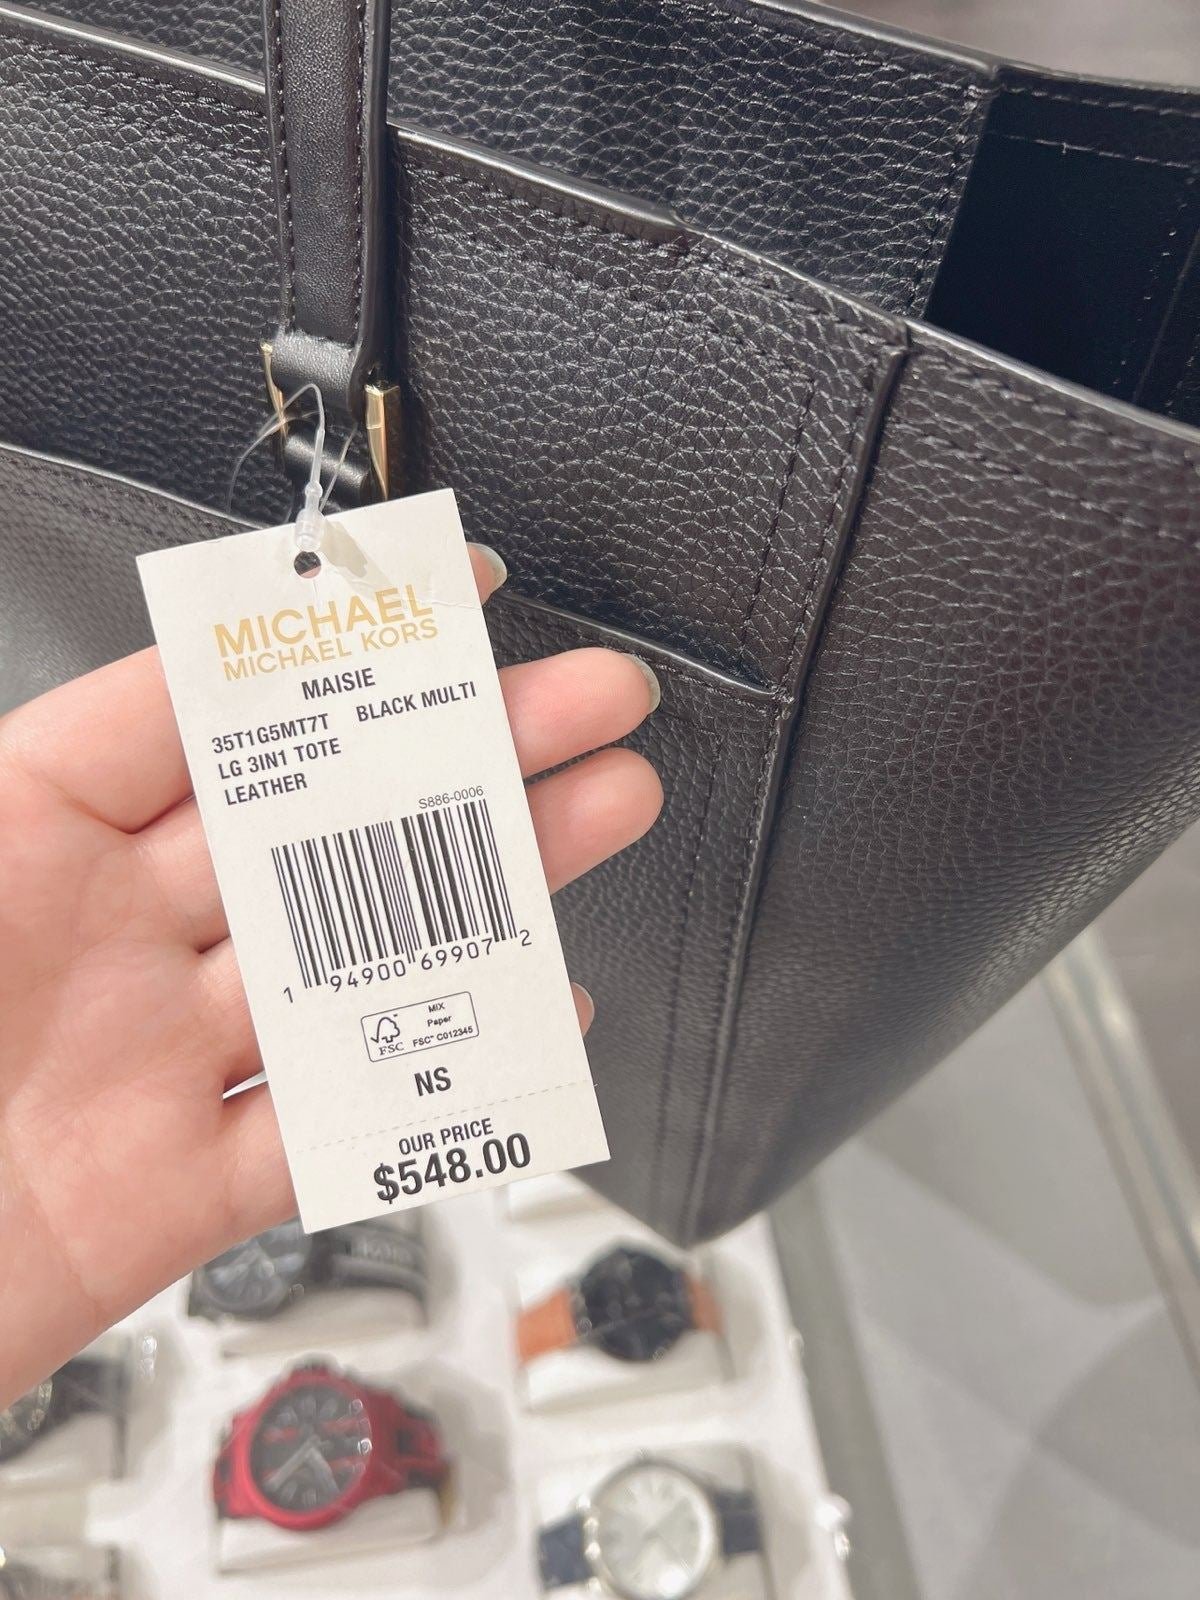 MICHAEL
MICHAEL KORS
MAISIE
35T1G5MT7T BLACK MULTI
LG 3IN1 TOTE
LEATHER
S886-0006
1 94900 69907 2
FSC
MIX
Paper
FSC™ C012345
NS
OUR PRICE
$548.00